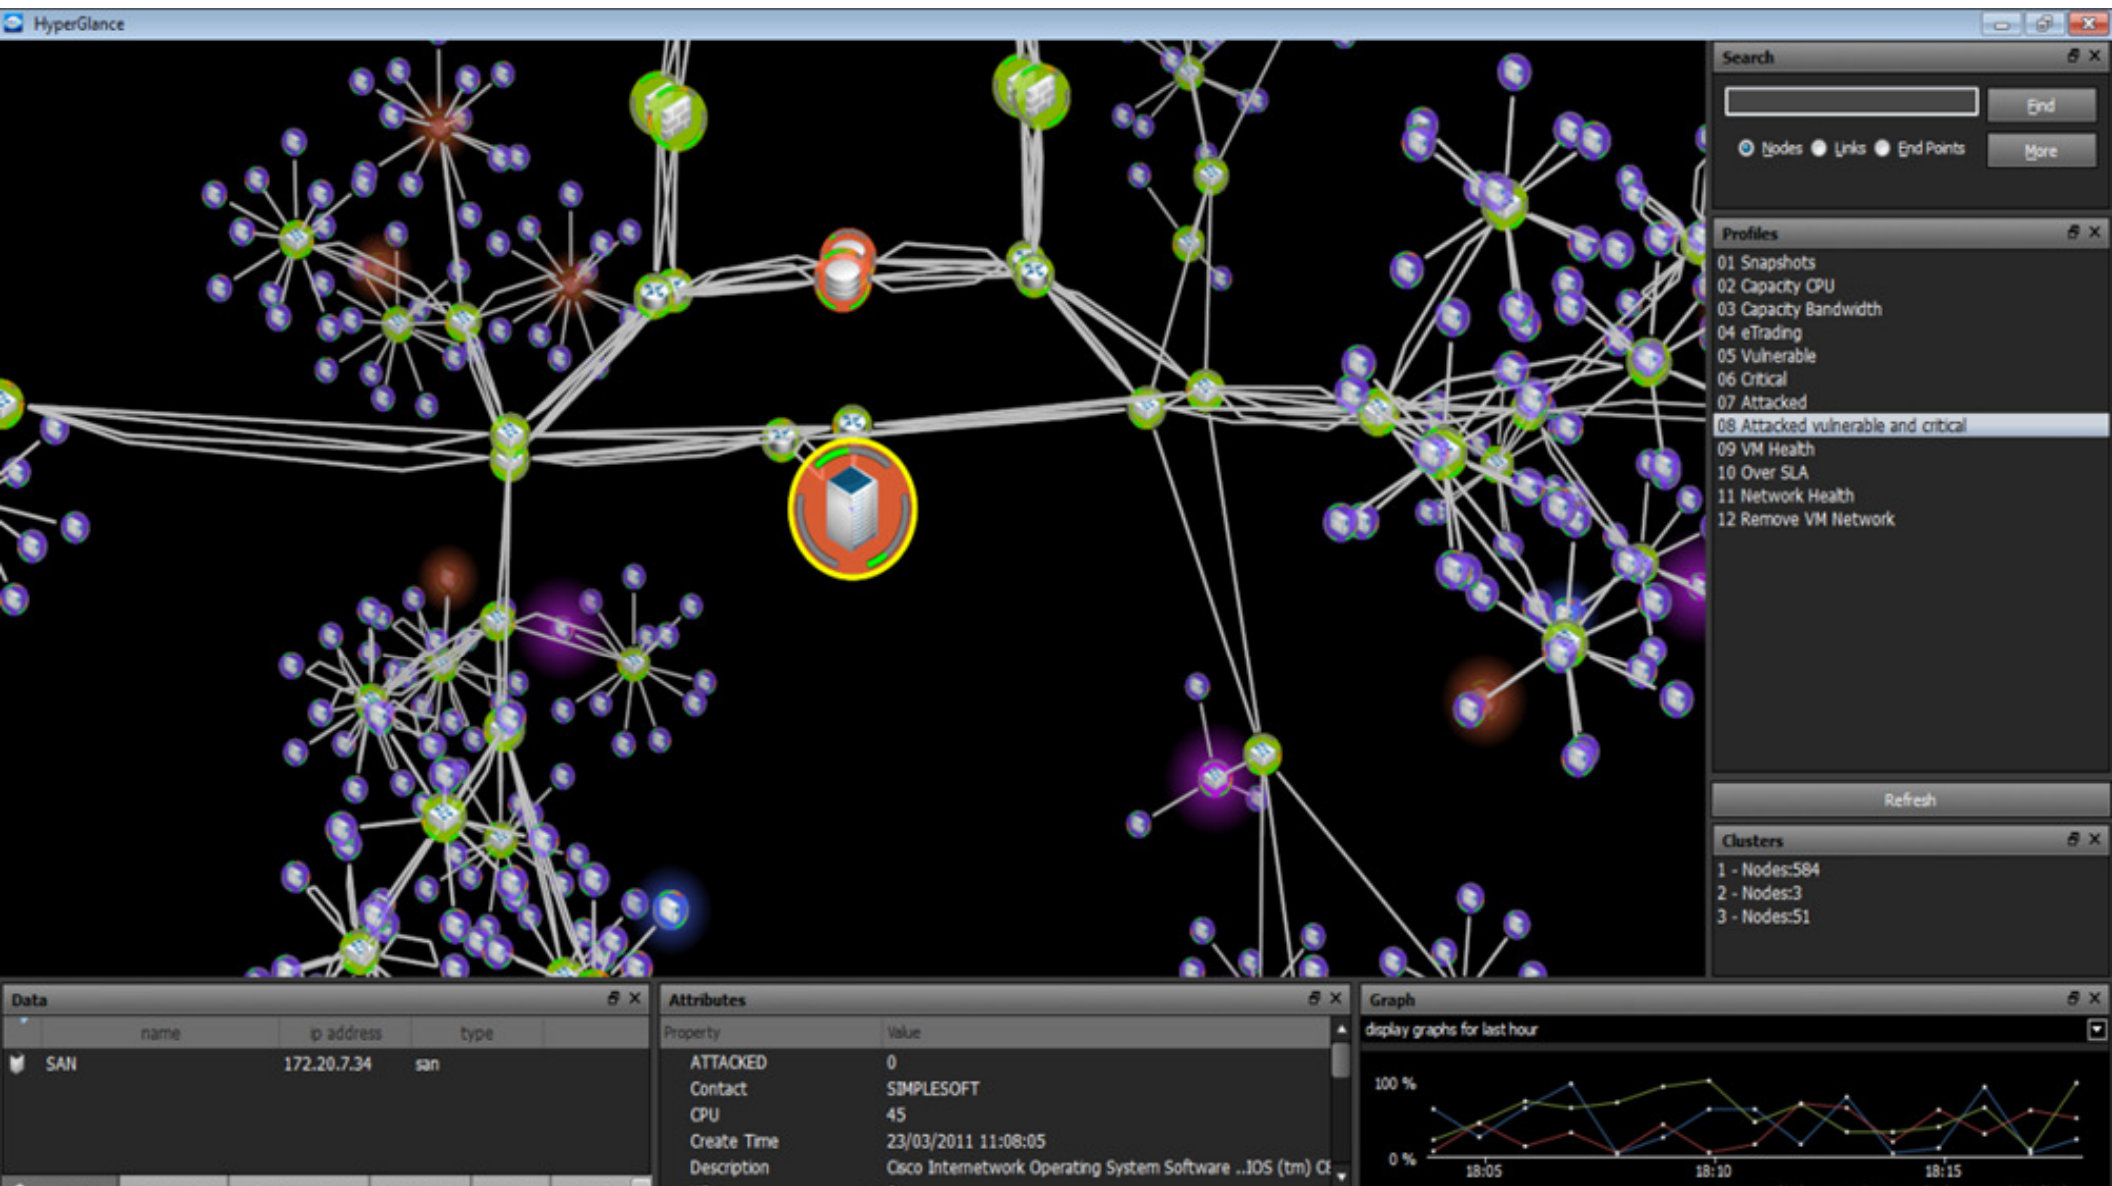 HyperGlance
Search
Find
Nodes Links End Points
More
Profiles
01 Snapshots
02 Capacity CPU
03 Capacity Bandwidth
04 eTrading
05 Vulnerable
06 Critical
07 Attacked
08 Attacked vulnerable and critical
09 VM Health
10 Over SLA
11 Network Health
12 Remove VM Network
Refresh
Clusters
1 - Nodes:584
2 - Nodes:3
3 - Nodes:51
Data
name ip address type
SAN 172.20.7.34 san
Attributes
Property Value
ATTACKED 0
Contact SIMPLESOFT
CPU 45
Create Time 23/03/2011 11:08:05
Description Cisco Internetwork Operating System Software ..IOS (tm)
Graph
display graphs for last hour
100 %
0 %
18:05 18:10 18:15